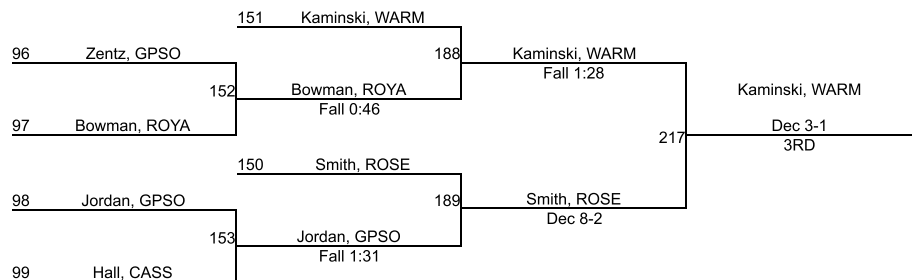 151 Kaminski, WARM
96 Zentz, GPSO
188 Kaminski, WARM
Fall 1:28
152 Bowman, ROYA
Fall 0:46
Kaminski, WARM
97 Bowman, ROYA
217 Dec 3-1
3RD
150 Smith, ROSE
98 Jordan, GPSO
189 Smith, ROSE
Dec 8-2
153 Jordan, GPSO
Fall 1:31
99 Hall, CASS